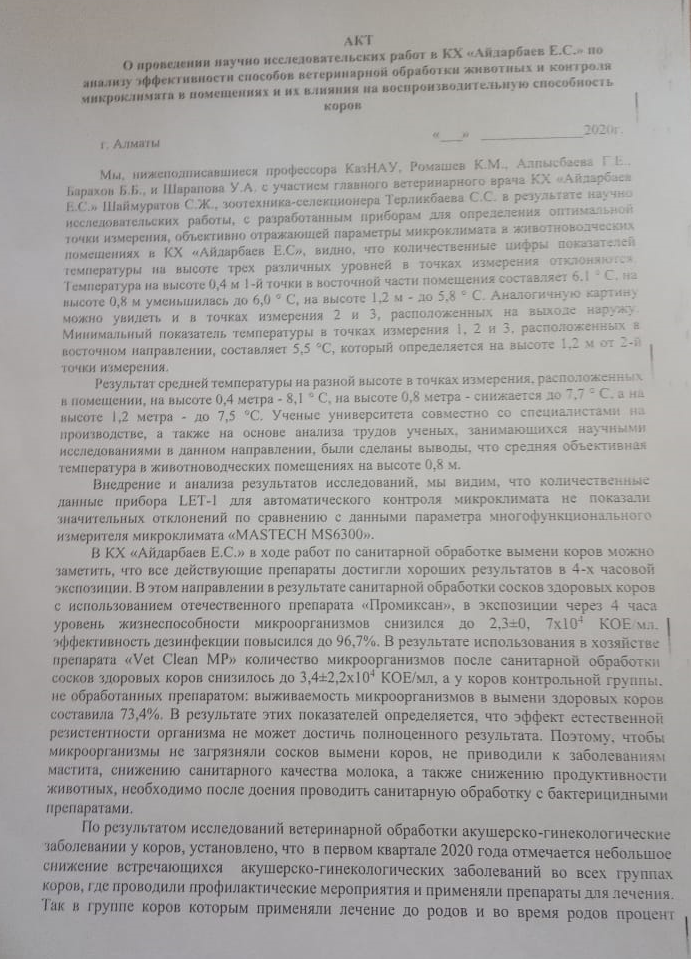 АКТ
О проведении научно исследовательских работ в КХ «Айдарбаев Е.С.» по
анализу эффективности способов ветеринарной обработки животных и контроля
микроклимата в помещениях и их влияния на воспроизводительную способность
коров
г. Алматы «___» ______________2020г.
Мы, нижеподписавшиеся профессора КазНАУ, Ромашев К.М., Алпысбаева Г.Е.,
Барахов Б.Б., и Шарапова У.А. с участием главного ветеринарного врача КХ «Айдарбаев
Е.С.» Шаймуратов С.Ж., зоотехника-селекционера Терликбаева С.С. в результате научно
исследовательских работы, с разработанным приборам для определения оптимальной
точки измерения, объективно отражающей параметры микроклимата в животноводческих
помещениях в КХ «Айдарбаев Е.С», видно, что количественные цифры показателей
температуры на высоте трех различных уровней в точках измерения отклоняются.
Температура на высоте 0,4 м 1-й точки в восточной части помещения составляет 6.1 ° С, на
высоте 0,8 м уменьшилась до 6,0 ° С, на высоте 1,2 м - до 5,8 ° С. Аналогичную картину
можно увидеть и в точках измерения 2 и 3, расположенных на выходе наружу.
Минимальный показатель температуры в точках измерения 1, 2 и 3, расположенных в
восточном направлении, составляет 5,5 °С, который определяется на высоте 1,2 м от 2-й
точки измерения.
Результат средней температуры на разной высоте в точках измерения, расположенных
в помещении, на высоте 0,4 метра - 8,1 ° С, на высоте 0,8 метра - снижается до 7,7 ° С, а на
высоте 1,2 метра - до 7,5 °С. Ученые университета совместно со специалистами на
производстве, а также на основе анализа трудов ученых, занимающихся научными
исследованиями в данном направлении, были сделаны выводы, что средняя объективная
температура в животноводческих помещениях на высоте 0,8 м.
Внедрение и анализа результатов исследований, мы видим, что количественные
данные прибора LET-1 для автоматического контроля микроклимата не показали
значительных отклонений по сравнению с данными параметра многофункционального
измерителя микроклимата «MASTECH MS6300».
В КХ «Айдарбаев Е.С.» в ходе работ по санитарной обработке вымени коров можно
заметить, что все действующие препараты достигли хороших результатов в 4-х часовой
экспозиции. В этом направлении в результате санитарной обработки сосков здоровых коров
с использованием отечественного препарата «Промиксан», в экспозиции через 4 часа
уровень жизнеспособности микроорганизмов снизился до 2,3±0, 7х10⁴ КОЕ/мл.
эффективность дезинфекции повысился до 96,7%. В результате использования в хозяйстве
препарата «Vet Clean МР» количество микроорганизмов после санитарной обработки
сосков здоровых коров снизилось до 3,4±2,2х10⁴ КОЕ/мл, а у коров контрольной группы.
не обработанных препаратом: выживаемость микроорганизмов в вымени здоровых коров
составила 73,4%. В результате этих показателей определяется, что эффект естественной
резистентности организма не может достичь полноценного результата. Поэтому, чтобы
микроорганизмы не загрязняли сосков вымени коров, не приводили к заболеваниям
мастита, снижению санитарного качества молока, а также снижению продуктивности
животных, необходимо после доения проводить санитарную обработку с бактерицидными
препаратами.
По результатом исследований ветеринарной обработки акушерско-гинекологические
заболевании у коров, установлено, что в первом квартале 2020 года отмечается небольшое
снижение встречающихся акушерско-гинекологических заболеваний во всех группах
коров, где проводили профилактические мероприятия и применяли препараты для лечения.
Так в группе коров которым применяли лечение до родов и во время родов процент